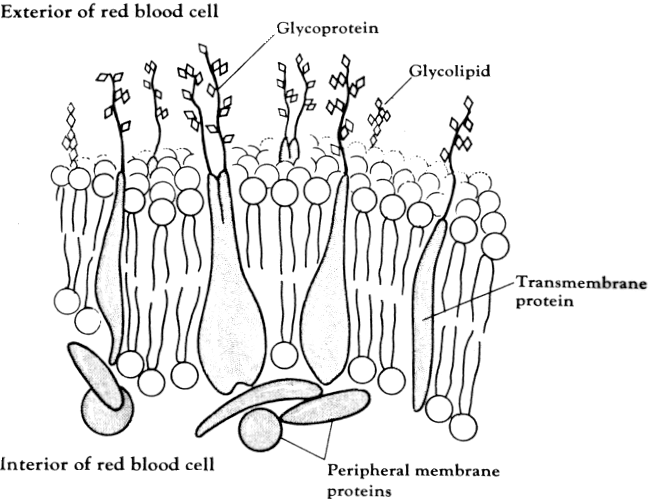 Exterior of red blood cell
Glycoprotein
Glycolipid
Transmembrane
protein
Interior of red blood cell
Peripheral membrane
proteins